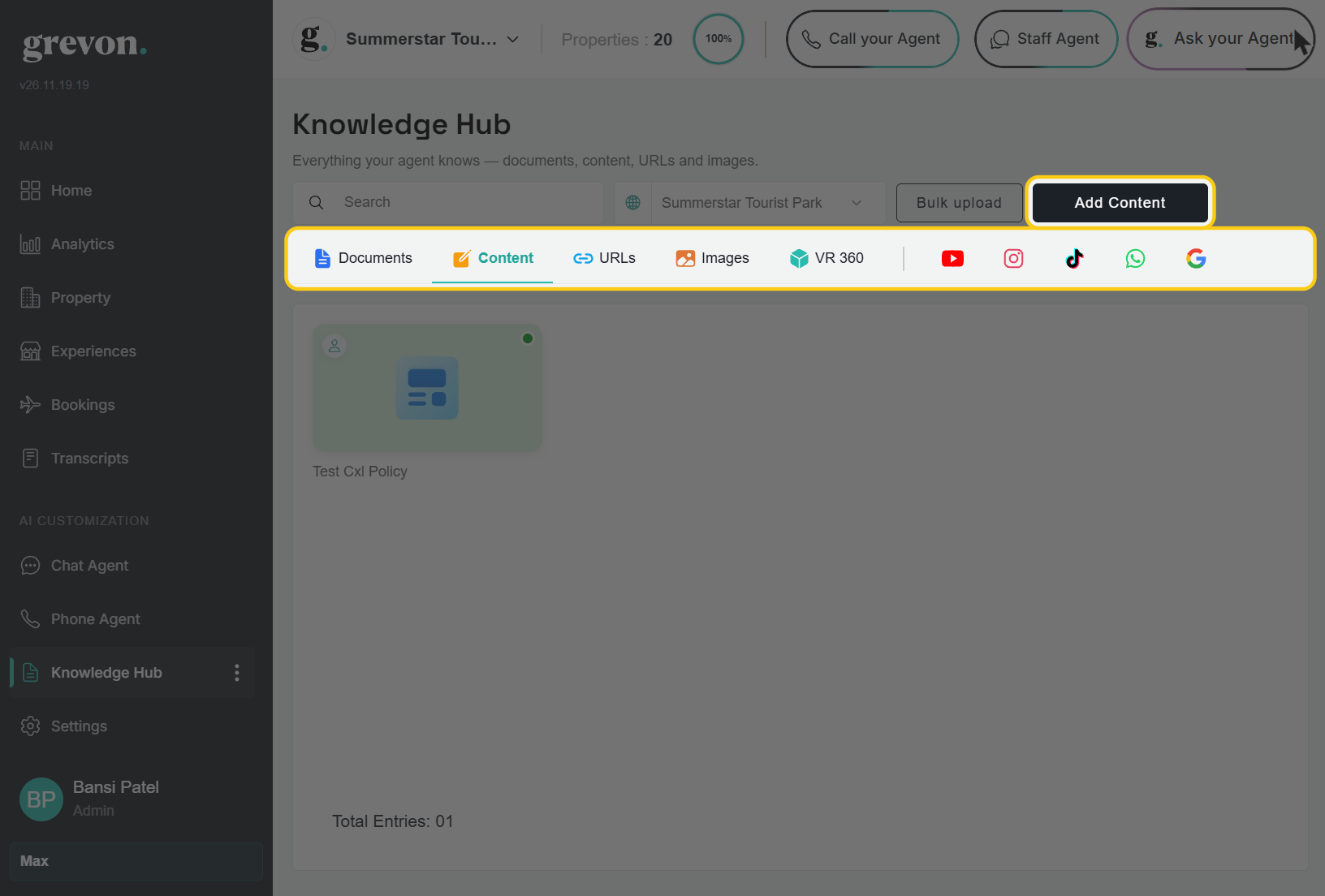 grevon.
v26.11.19.19
MAIN
Home
Analytics
Property
Experiences
Bookings
Transcripts
AI CUSTOMIZATION
Chat Agent
Phone Agent
Knowledge Hub
Settings
BP
Bansi Patel
Admin
Max
g. Summerstar Tou... Properties : 20 100% Call your Agent Staff Agent g. Ask your Agent
Knowledge Hub
Everything your agent knows — documents, content, URLs and images.
Search Summerstar Tourist Park Bulk upload Add Content
Documents Content URLs Images VR 360
Test Cxl Policy
Total Entries: 01